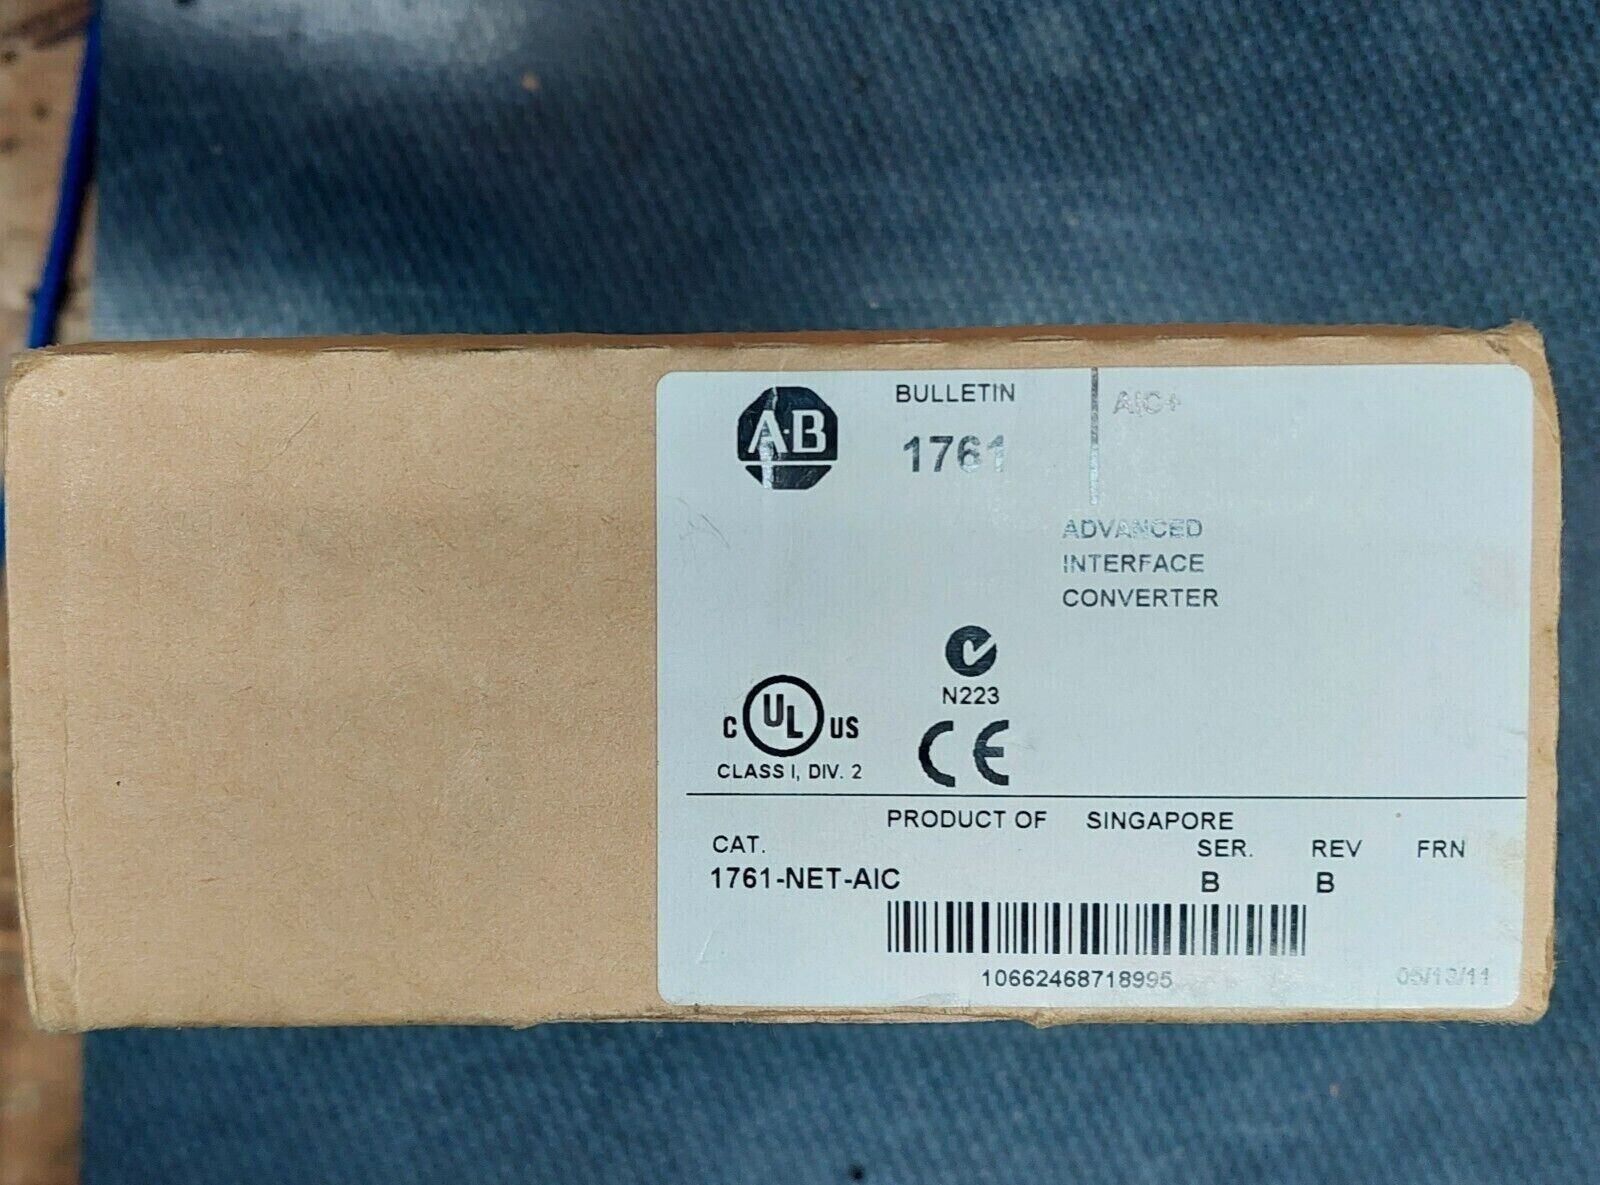 A·B
BULLETIN
1761
AIC+
ADVANCED
INTERFACE
CONVERTER
N223
C UL US
CE
CLASS I, DIV. 2
PRODUCT OF SINGAPORE
CAT. SER. REV FRN
1761-NET-AIC B B
10662468718995
05/13/11